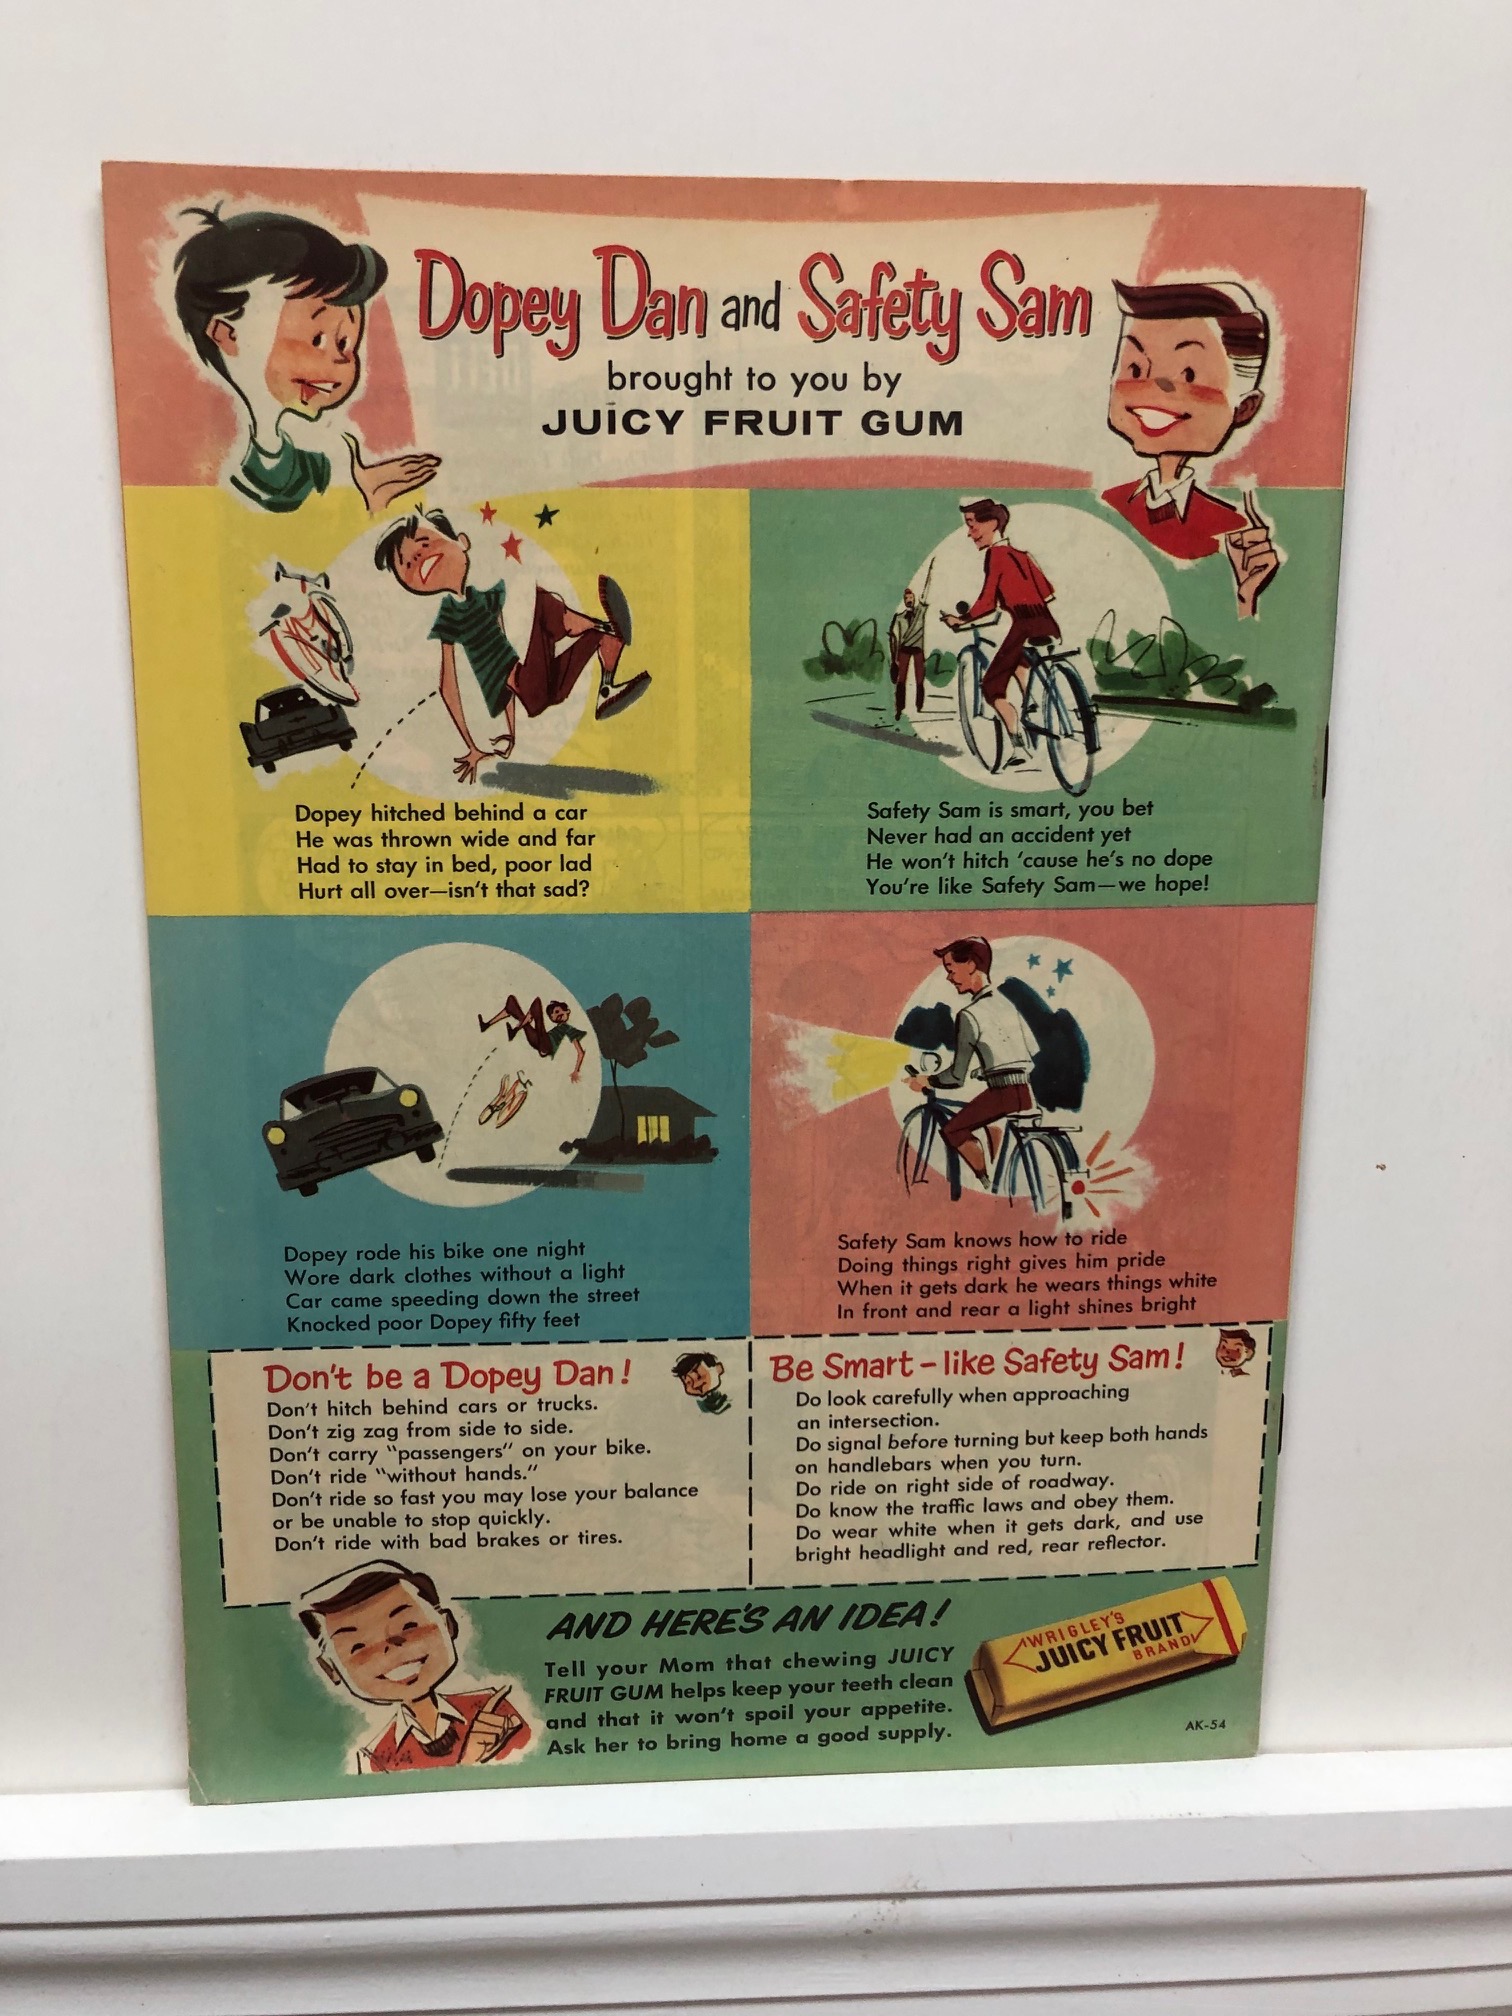 Dopey Dan and Safety Sam
brought to you by
JUICY FRUIT GUM
Dopey hitched behind a car
He was thrown wide and far
Had to stay in bed, poor lad
Hurt all over—isn't that sad?
Safety Sam is smart, you bet
Never had an accident yet
He won't hitch 'cause he's no dope
You're like Safety Sam—we hope!
Dopey rode his bike one night
Wore dark clothes without a light
Car came speeding down the street
Knocked poor Dopey fifty feet
Safety Sam knows how to ride
Doing things right gives him pride
When it gets dark he wears things white
In front and rear a light shines bright
Don't be a Dopey Dan!
Don't hitch behind cars or trucks.
Don't zig zag from side to side.
Don't carry "passengers" on your bike.
Don't ride "without hands."
Don't ride so fast you may lose your balance
or be unable to stop quickly.
Don't ride with bad brakes or tires.
Be Smart – like Safety Sam!
Do look carefully when approaching
an intersection.
Do signal before turning but keep both hands
on handlebars when you turn.
Do ride on right side of roadway.
Do know the traffic laws and obey them.
Do wear white when it gets dark, and use
bright headlight and red, rear reflector.
AND HERE'S AN IDEA!
Tell your Mom that chewing JUICY
FRUIT GUM helps keep your teeth clean
and that it won't spoil your appetite.
Ask her to bring home a good supply.
WRIGLEY'S
JUICY FRUIT
BRAND
AK-54